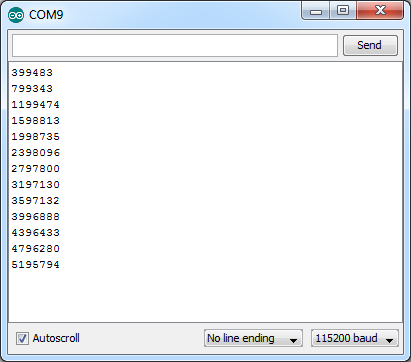 COM9
Send
399483
799343
1199474
1598813
1998735
2398096
2797800
3197130
3597132
3996888
4396433
4796280
5195794
Autoscroll
No line ending
115200 baud